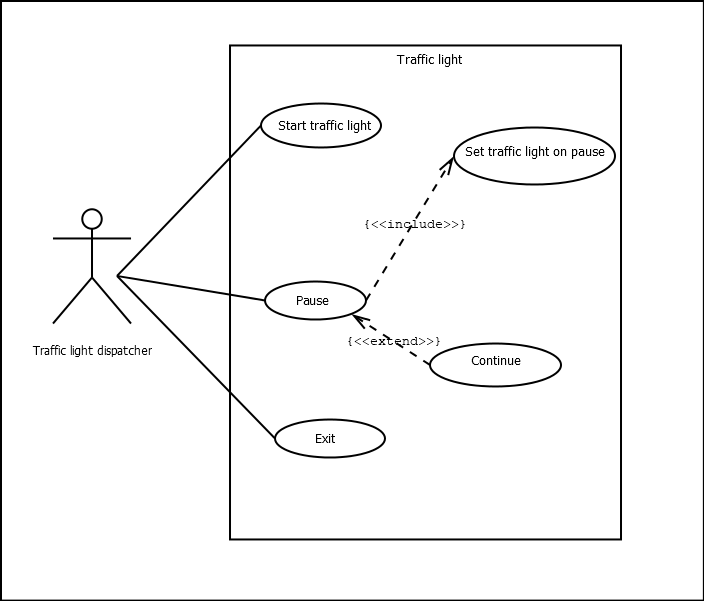 Traffic light
Start traffic light
Set traffic light on pause
{<<include>>}
Pause
{<<extend>>}
Traffic light dispatcher
Continue
Exit